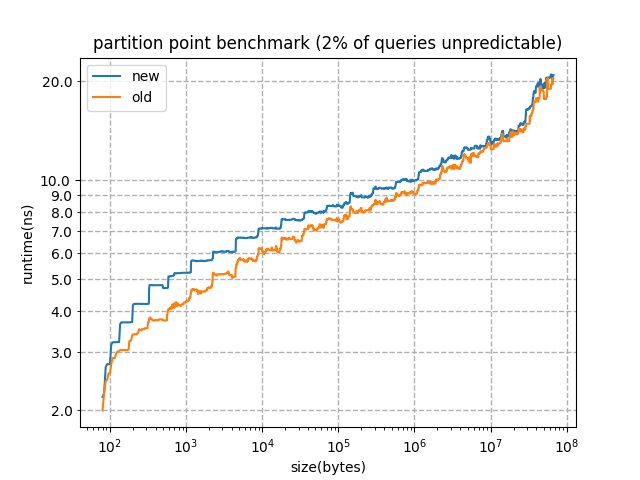 partition point benchmark (2% of queries unpredictable)
new
old
20.0
10.0
9.0
8.0
7.0
6.0
5.0
4.0
3.0
2.0
runtime(ns)
10² 10³ 10⁴ 10⁵ 10⁶ 10⁷ 10⁸
size(bytes)